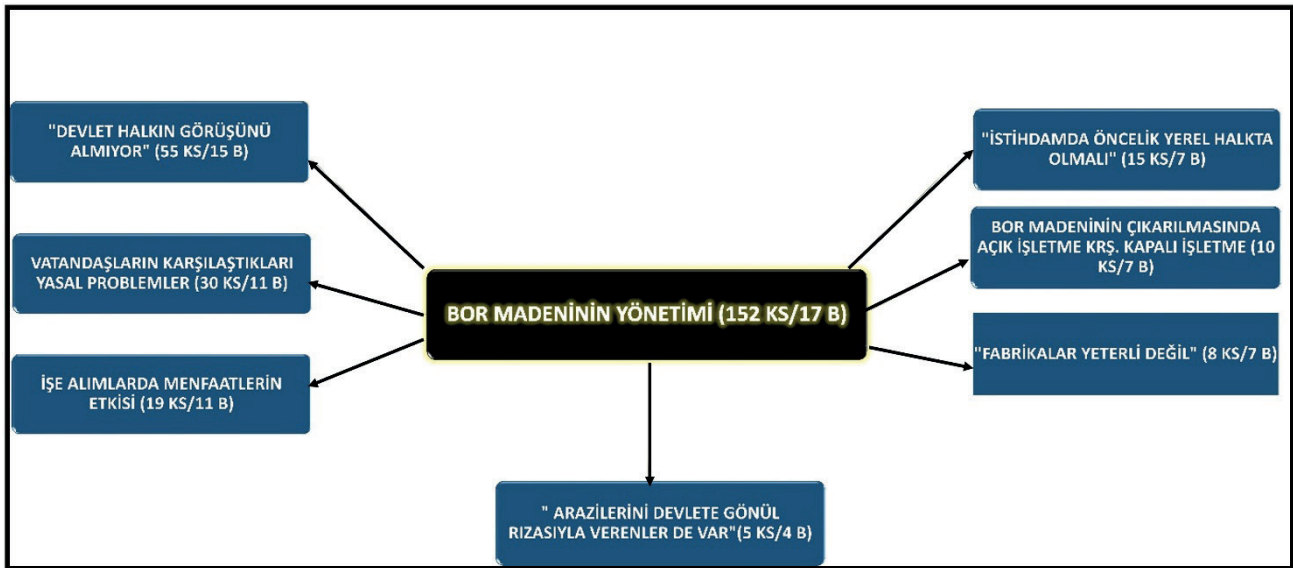 "DEVLET HALKIN GÖRÜŞÜNÜ
ALMIYOR" (55 KS/15 B)
VATANDAŞLARIN KARŞILAŞTIKLARI
YASAL PROBLEMLER (30 KS/11 B)
İŞE ALIMLARDA MENFAATLERİN
ETKİSİ (19 KS/11 B)
BOR MADENİNİN YÖNETİMİ (152 KS/17 B)
"İSTİHDAMDA ÖNCELİK YEREL HALKTA
OLMALI" (15 KS/7 B)
BOR MADENİNİN ÇIKARILMASINDA
AÇIK İŞLETME KRŞ. KAPALI İŞLETME (10
KS/7 B)
"FABRİKALAR YETERLİ DEĞİL" (8 KS/7 B)
" ARAZİLERİNİ DEVLETE GÖNÜL
RIZASIYLA VERENLER DE VAR"(5 KS/4 B)